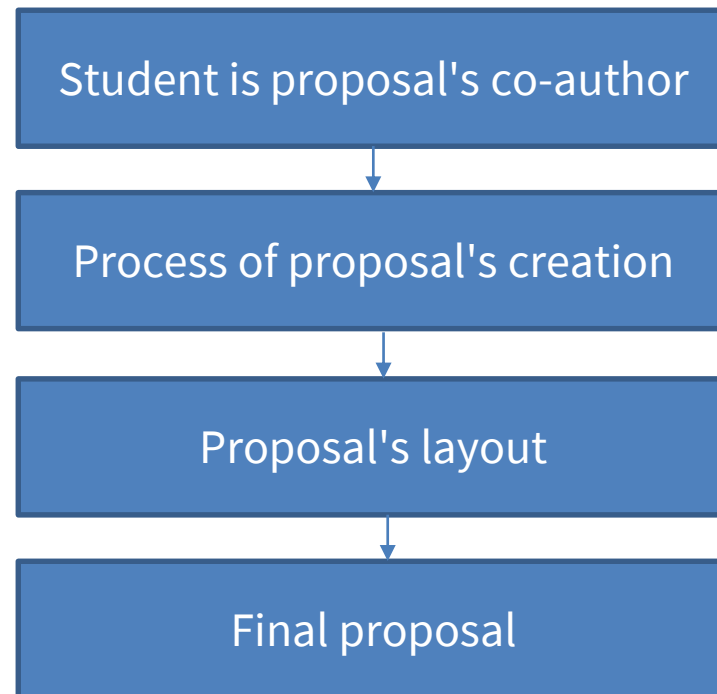 Student is proposal's co-author
Process of proposal's creation
Proposal's layout
Final proposal